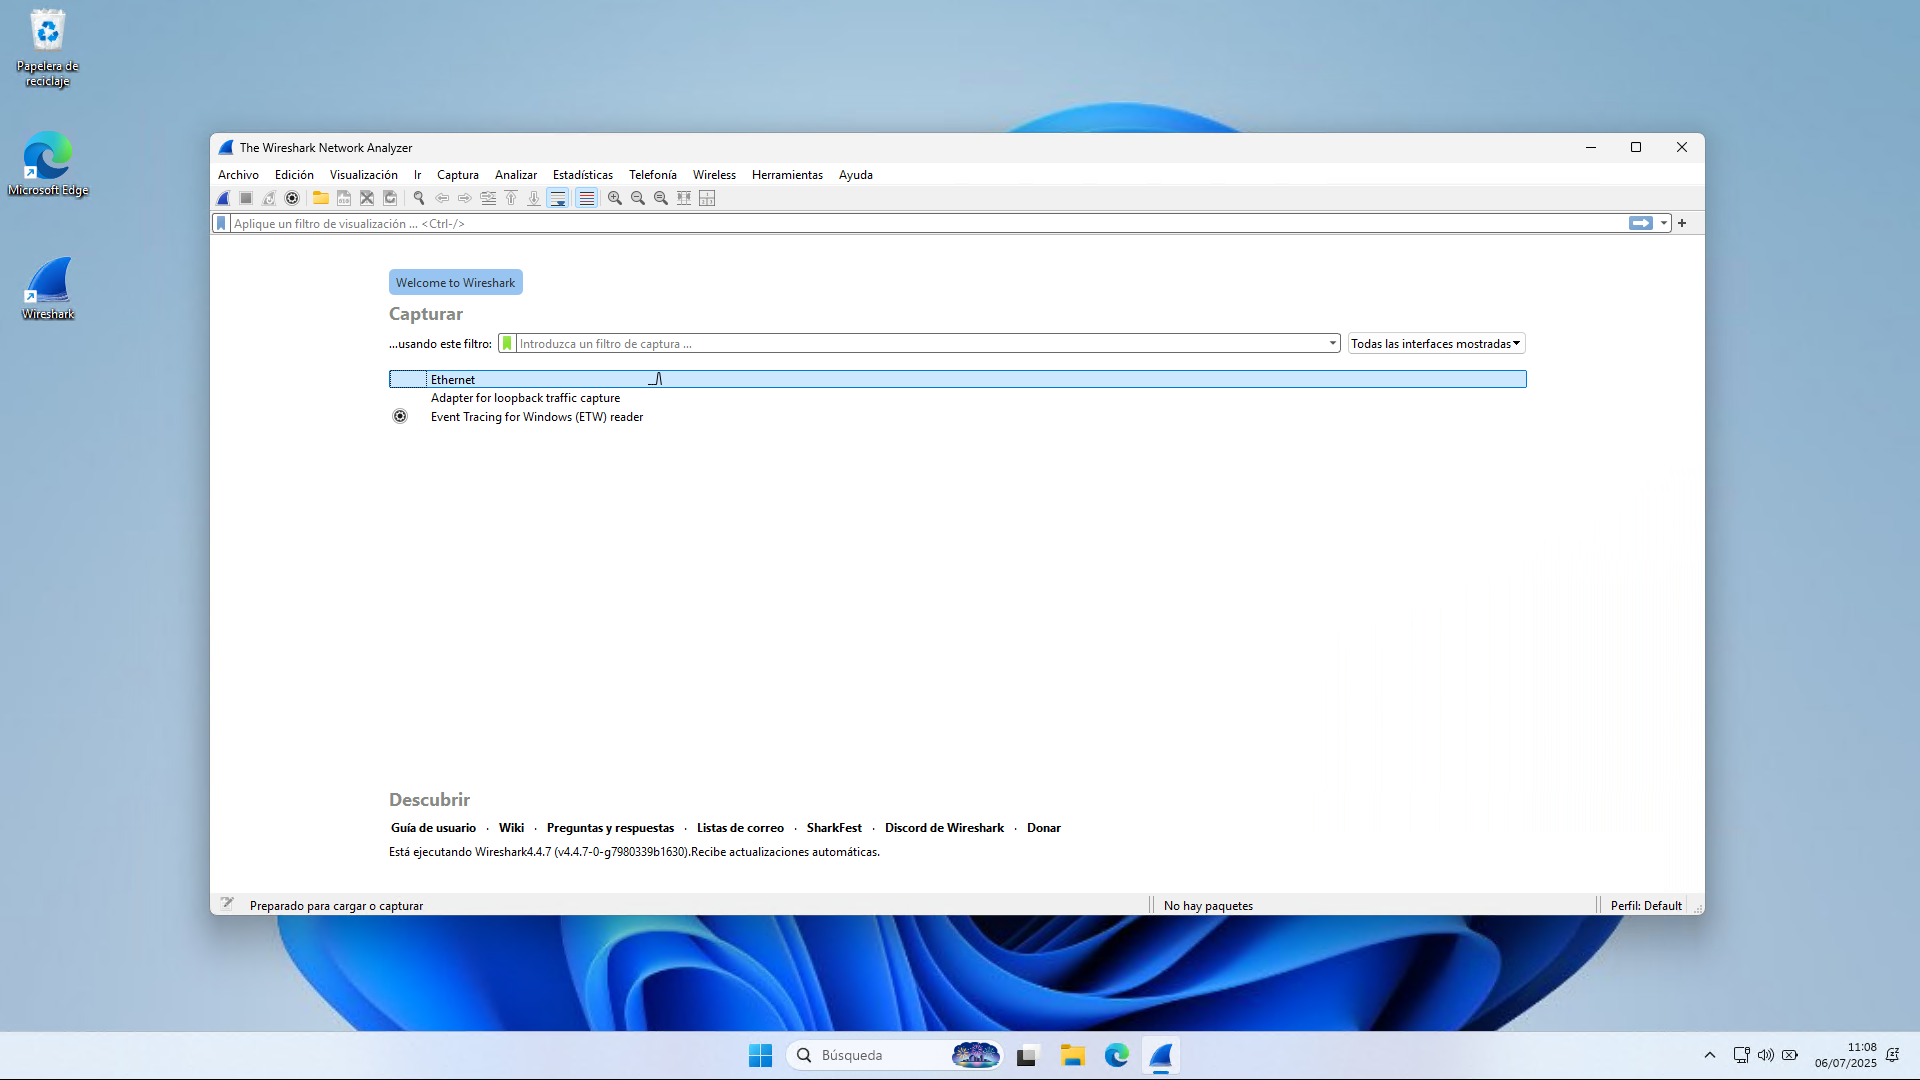 Papelera de
reciclaje
Microsoft Edge
Wireshark
The Wireshark Network Analyzer
Archivo Edición Visualización Ir Captura Analizar Estadísticas Telefonía Wireless Herramientas Ayuda
Aplique un filtro de visualización ... <Ctrl-/>
Welcome to Wireshark
Capturar
...usando este filtro: Introduzca un filtro de captura ... Todas las interfaces mostradas
Ethernet
Adapter for loopback traffic capture
Event Tracing for Windows (ETW) reader
Descubrir
Guía de usuario · Wiki · Preguntas y respuestas · Listas de correo · SharkFest · Discord de Wireshark · Donar
Está ejecutando Wireshark4.4.7 (v4.4.7-0-g7980339b1630).Recibe actualizaciones automáticas.
Preparado para cargar o capturar No hay paquetes Perfil: Default
Búsqueda
11:08
06/07/2025